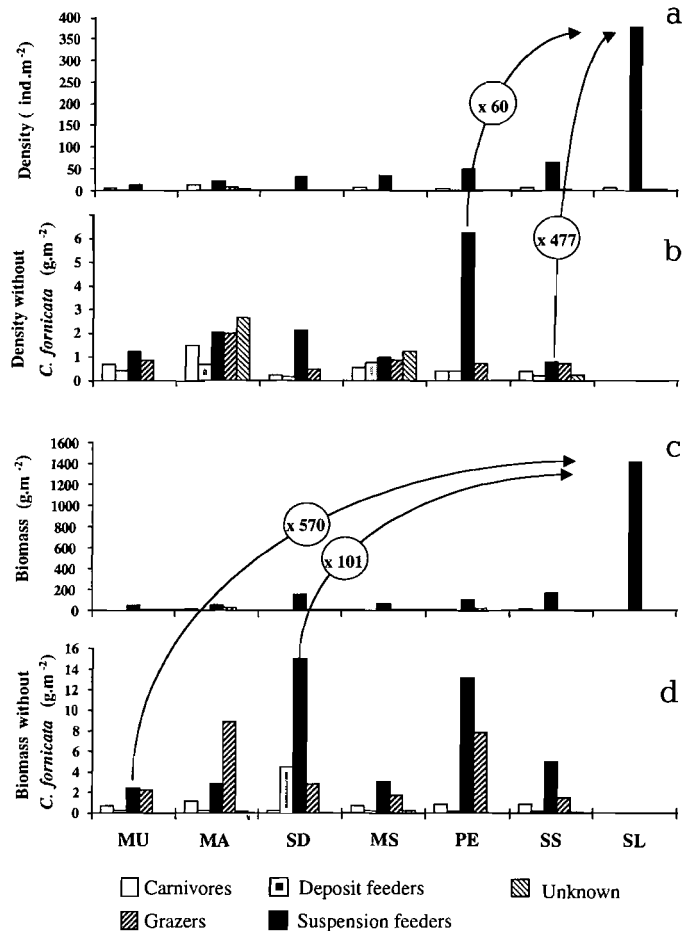 a
400
350
300
250
200
150
100
50
0
Density ( ind.m-2)
x 60
b
6
5
4
3
2
1
0
Density without
C. fornicata (g.m-2)
x 477
c
1600
1400
1200
1000
800
600
400
200
0
Biomass (g.m-2)
x 570
x 101
d
16
14
12
10
8
6
4
2
0
Biomass without
C. fornicata (g.m-2)
MU MA SD MS PE SS SL
Carnivores Deposit feeders Unknown
Grazers Suspension feeders